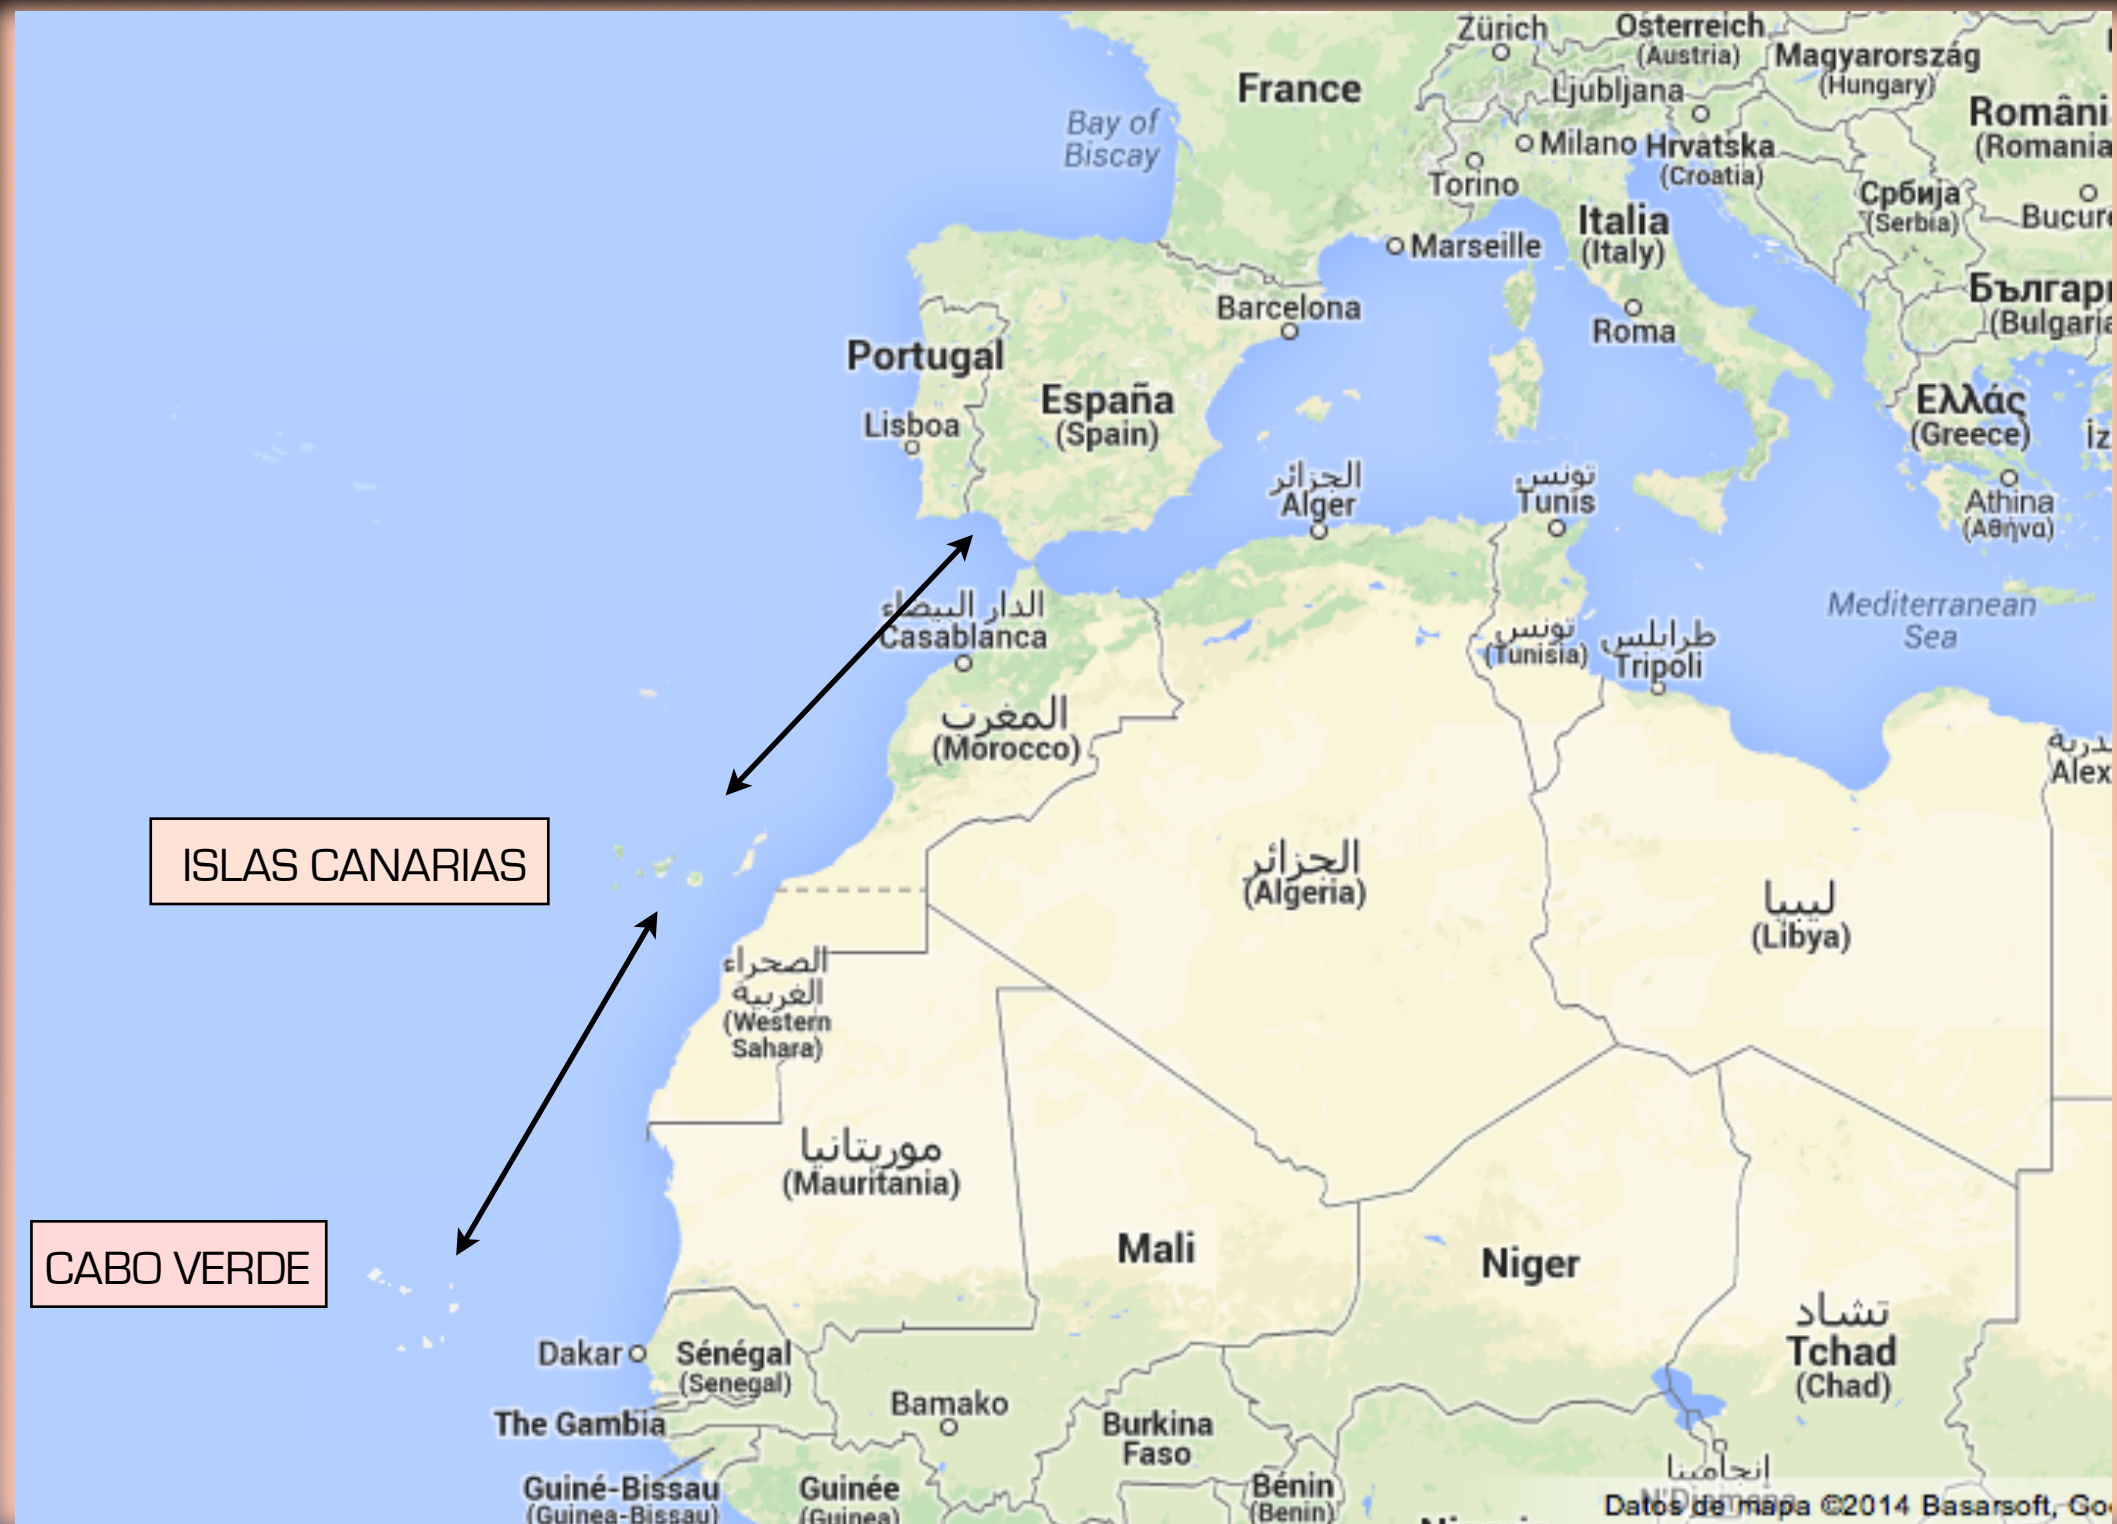 Zürich
Österreich
(Austria)
Magyarország
(Hungary)
France
Ljubljana
Bay of
Biscay
Milano
Hrvatska
(Croatia)
Torino
Români
(Romania
Србија
(Serbia)
Bucure
Italia
(Italy)
Marseille
Barcelona
Roma
Българ
(Bulgaria
Portugal
España
(Spain)
Lisboa
Ελλάς
(Greece)
İz
الجزائر
Alger
تونس
Tunis
Athina
(Αθήνα)
الدار البيضاء
Casablanca
تونس
(Tunisia)
طرابلس
Tripoli
Mediterranean
Sea
المغرب
(Morocco)
Alex
ISLAS CANARIAS
الجزائر
(Algeria)
ليبيا
(Libya)
الصحراء
الغربية
(Western
Sahara)
موريتانيا
(Mauritania)
Mali
Niger
CABO VERDE
تشاد
Tchad
(Chad)
Dakar
Sénégal
(Senegal)
Bamako
The Gambia
Burkina
Faso
Guiné-Bissau
(Guinea-Bissau)
Guinée
(Guinea)
Bénin
(Benin)
إنجامينا
N'Djamena
Datos de mapa ©2014 Basarsoft, Goo